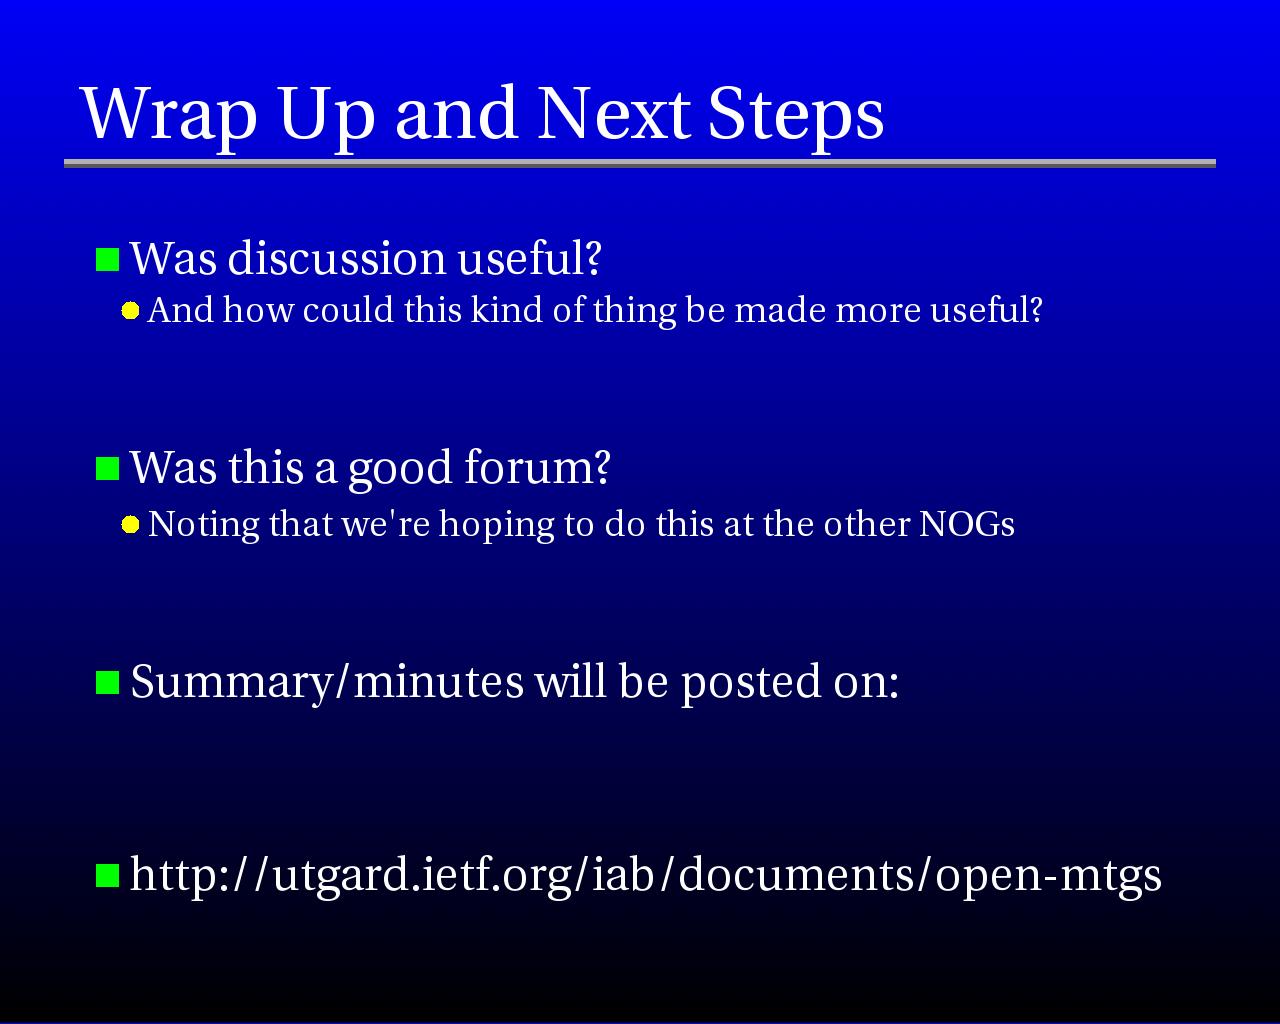 Wrap Up and Next Steps
Was discussion useful?
And how could this kind of thing be made more useful?
Was this a good forum?
Noting that we're hoping to do this at the other NOGs
Summary/minutes will be posted on:
http://utgard.ietf.org/iab/documents/open-mtgs